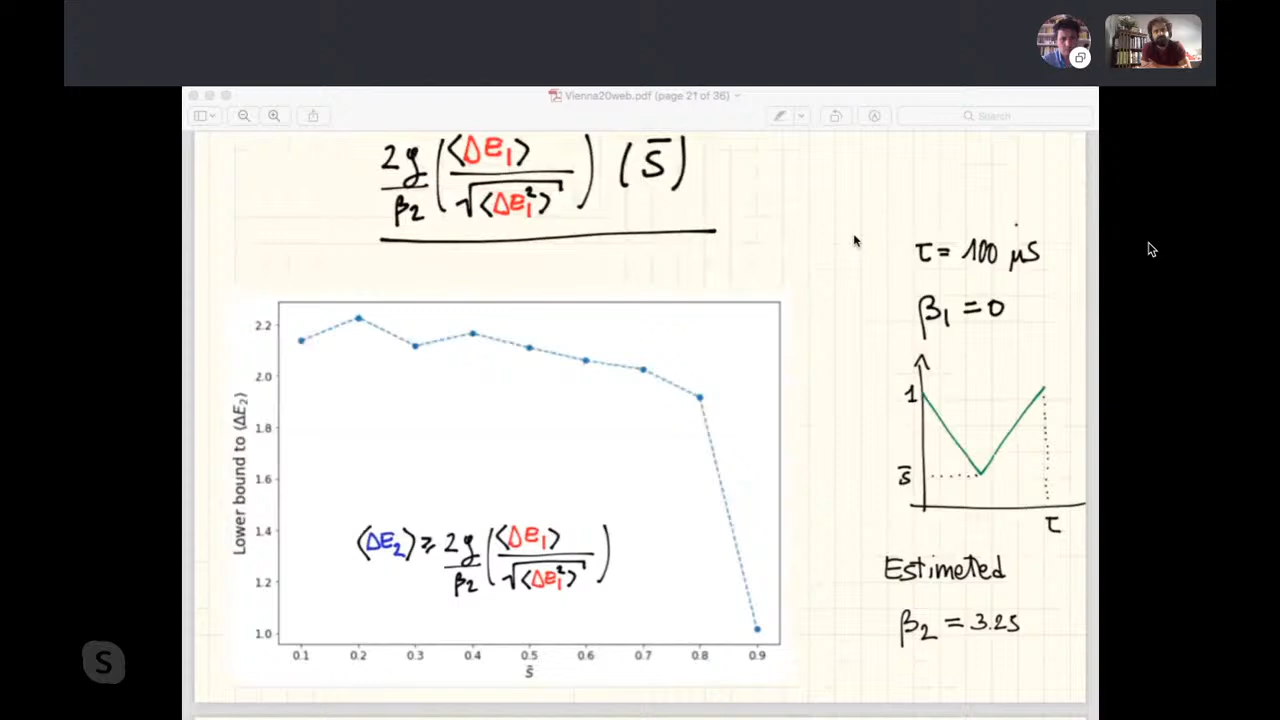 Vienna20web.pdf (page 21 of 36)
Search
2g/β₂ (⟨ΔE₁⟩/√⟨ΔE₁²⟩) (s̄)
τ = 100 μs
β₁ = 0
1
s̄
τ
Estimeted
β₂ = 3.25
Lower bound to ⟨ΔE₂⟩
2.2
2.0
1.8
1.6
1.4
1.2
1.0
⟨ΔE₂⟩ ≥ 2g/β₂ (⟨ΔE₁⟩/√⟨ΔE₁²⟩)
0.1 0.2 0.3 0.4 0.5 0.6 0.7 0.8 0.9
s̄
S